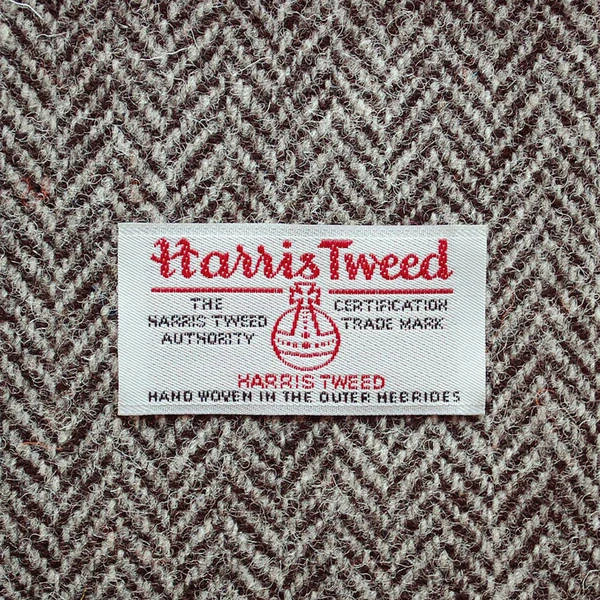 Harris Tweed
THE
HARRIS TWEED
AUTHORITY
CERTIFICATION
TRADE MARK
HARRIS TWEED
HAND WOVEN IN THE OUTER HEBRIDES